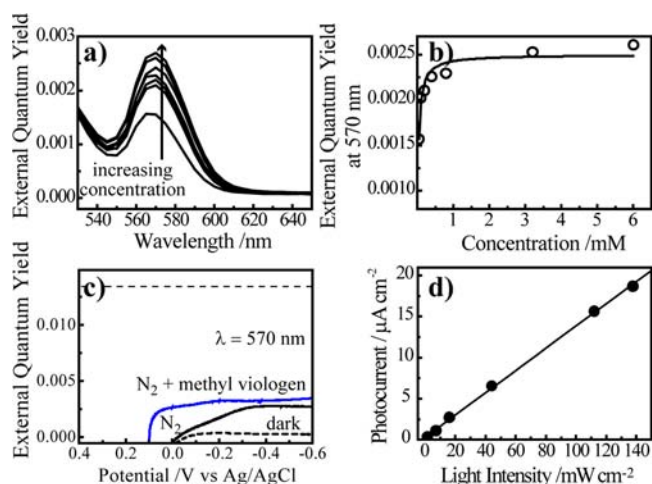 External Quantum Yield
0.003
0.002
0.001
0.000
a)
increasing
concentration
540 560 580 600 620 640
Wavelength /nm
External Quantum Yield
at 570 nm
0.0025
0.0020
0.0015
0.0010
b)
1 2 3 4 5 6
Concentration /mM
External Quantum Yield
0.010
0.005
0.000
c)
λ = 570 nm
N2 + methyl viologen
N2
dark
0.4 0.2 0.0 -0.2 -0.4 -0.6
Potential /V vs Ag/AgCl
Photocurrent / μA cm-2
20
15
10
5
0
d)
0 20 40 60 80 100 120 140
Light Intensity /mW cm-2